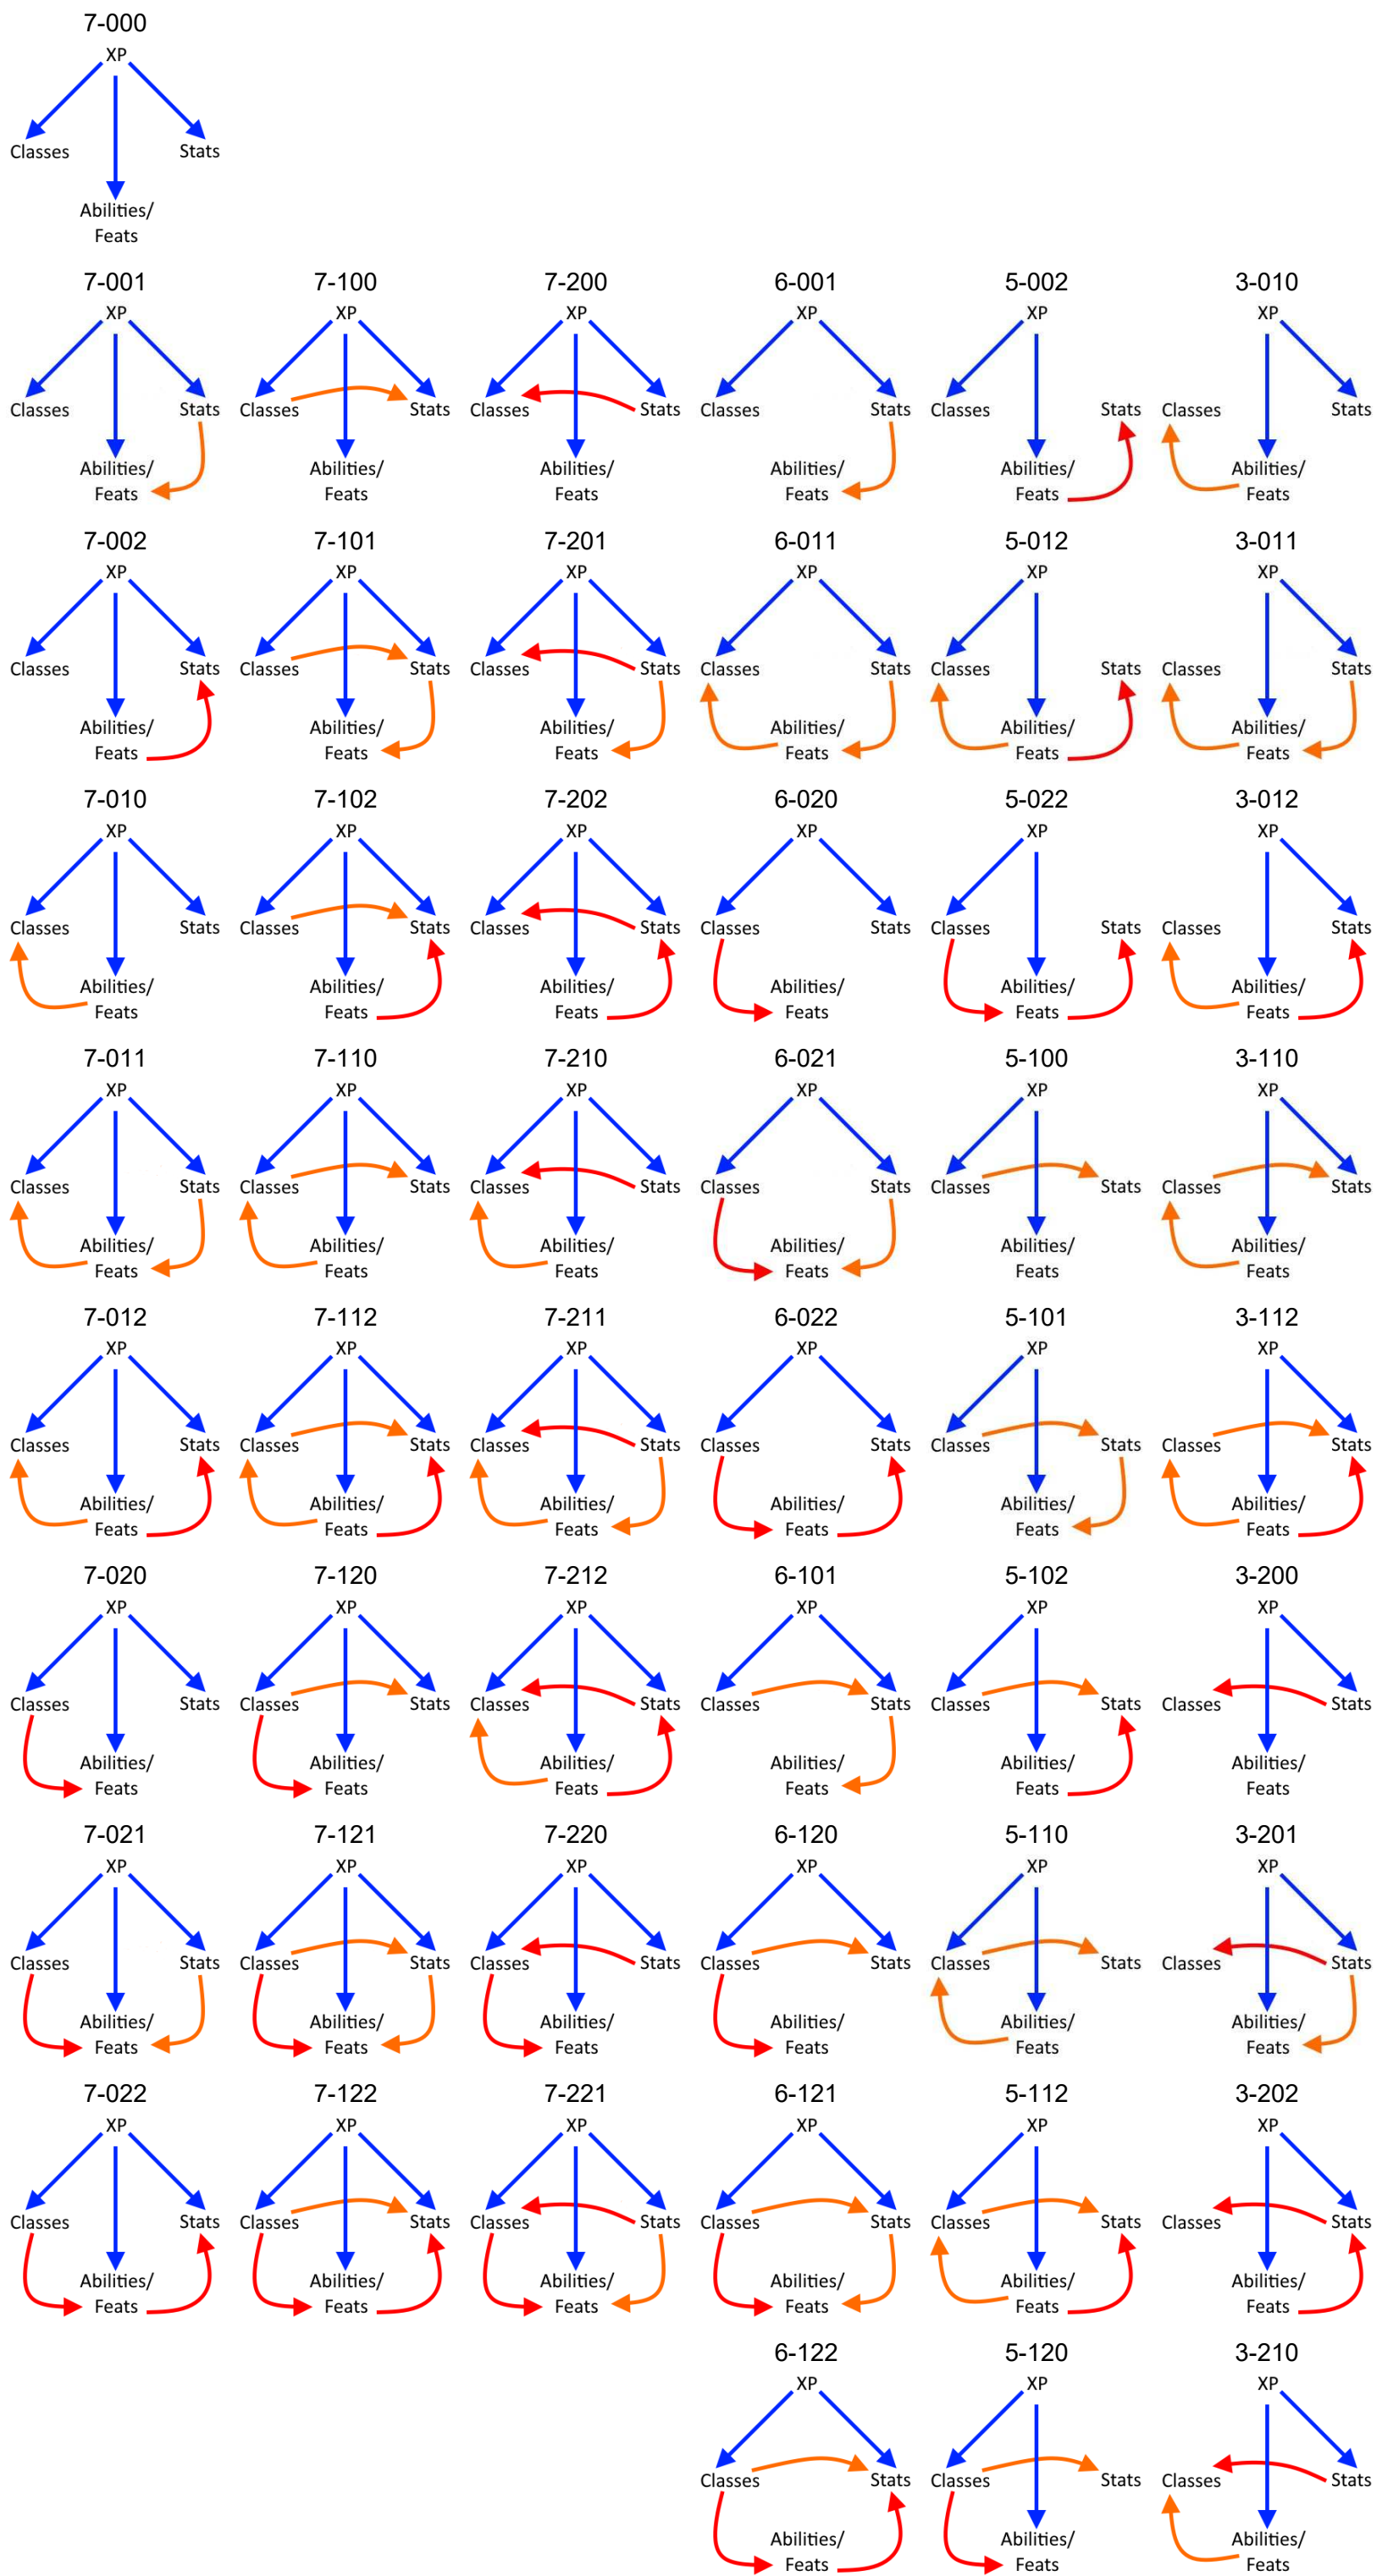 7-000
XP
Classes Stats
Abilities/
Feats
7-001 7-100 7-200 6-001 5-002 3-010
XP XP XP XP XP XP
Classes Stats Classes Stats Classes Stats Classes Stats Classes Stats Classes Stats
Abilities/ Abilities/ Abilities/ Abilities/ Abilities/ Abilities/
Feats Feats Feats Feats Feats Feats
7-002 7-101 7-201 6-011 5-012 3-011
XP XP XP XP XP XP
Classes Stats Classes Stats Classes Stats Classes Stats Classes Stats Classes Stats
Abilities/ Abilities/ Abilities/ Abilities/ Abilities/ Abilities/
Feats Feats Feats Feats Feats Feats
7-010 7-102 7-202 6-020 5-022 3-012
XP XP XP XP XP XP
Classes Stats Classes Stats Classes Stats Classes Stats Classes Stats Classes Stats
Abilities/ Abilities/ Abilities/ Abilities/ Abilities/ Abilities/
Feats Feats Feats Feats Feats Feats
7-011 7-110 7-210 6-021 5-100 3-110
XP XP XP XP XP XP
Classes Stats Classes Stats Classes Stats Classes Stats Classes Stats Classes Stats
Abilities/ Abilities/ Abilities/ Abilities/ Abilities/ Abilities/
Feats Feats Feats Feats Feats Feats
7-012 7-112 7-211 6-022 5-101 3-112
XP XP XP XP XP XP
Classes Stats Classes Stats Classes Stats Classes Stats Classes Stats Classes Stats
Abilities/ Abilities/ Abilities/ Abilities/ Abilities/ Abilities/
Feats Feats Feats Feats Feats Feats
7-020 7-120 7-212 6-101 5-102 3-200
XP XP XP XP XP XP
Classes Stats Classes Stats Classes Stats Classes Stats Classes Stats Classes Stats
Abilities/ Abilities/ Abilities/ Abilities/ Abilities/ Abilities/
Feats Feats Feats Feats Feats Feats
7-021 7-121 7-220 6-120 5-110 3-201
XP XP XP XP XP XP
Classes Stats Classes Stats Classes Stats Classes Stats Classes Stats Classes Stats
Abilities/ Abilities/ Abilities/ Abilities/ Abilities/ Abilities/
Feats Feats Feats Feats Feats Feats
7-022 7-122 7-221 6-121 5-112 3-202
XP XP XP XP XP XP
Classes Stats Classes Stats Classes Stats Classes Stats Classes Stats Classes Stats
Abilities/ Abilities/ Abilities/ Abilities/ Abilities/ Abilities/
Feats Feats Feats Feats Feats Feats
6-122 5-120 3-210
XP XP XP
Classes Stats Classes Stats Classes Stats
Abilities/ Abilities/ Abilities/
Feats Feats Feats